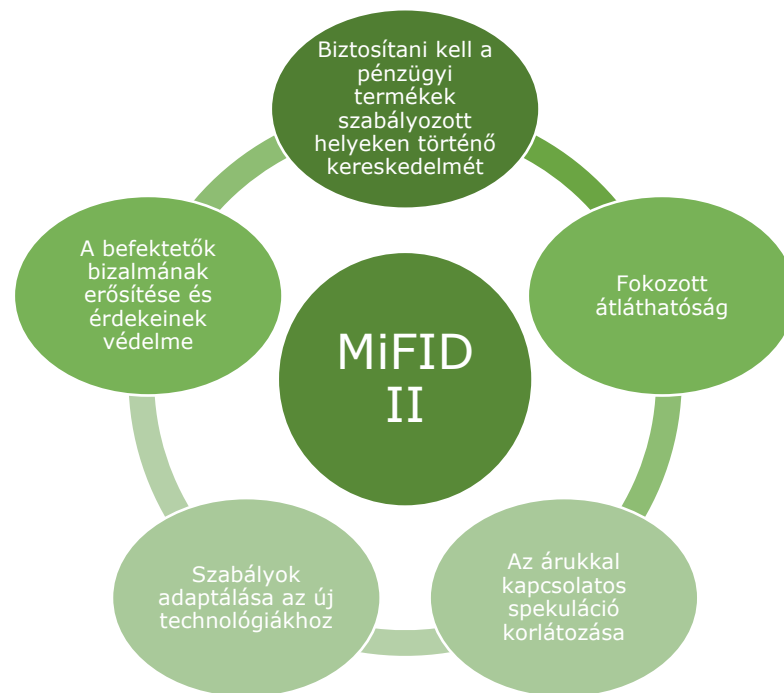 Biztosítani kell a
pénzügyi
termékek
szabályozott
helyeken történő
kereskedelmét
Fokozott
átláthatóság
Az árukkal
kapcsolatos
spekuláció
korlátozása
Szabályok
adaptálása az új
technológiákhoz
A befektetők
bizalmának
erősítése és
érdekeinek
védelme
MiFID
II